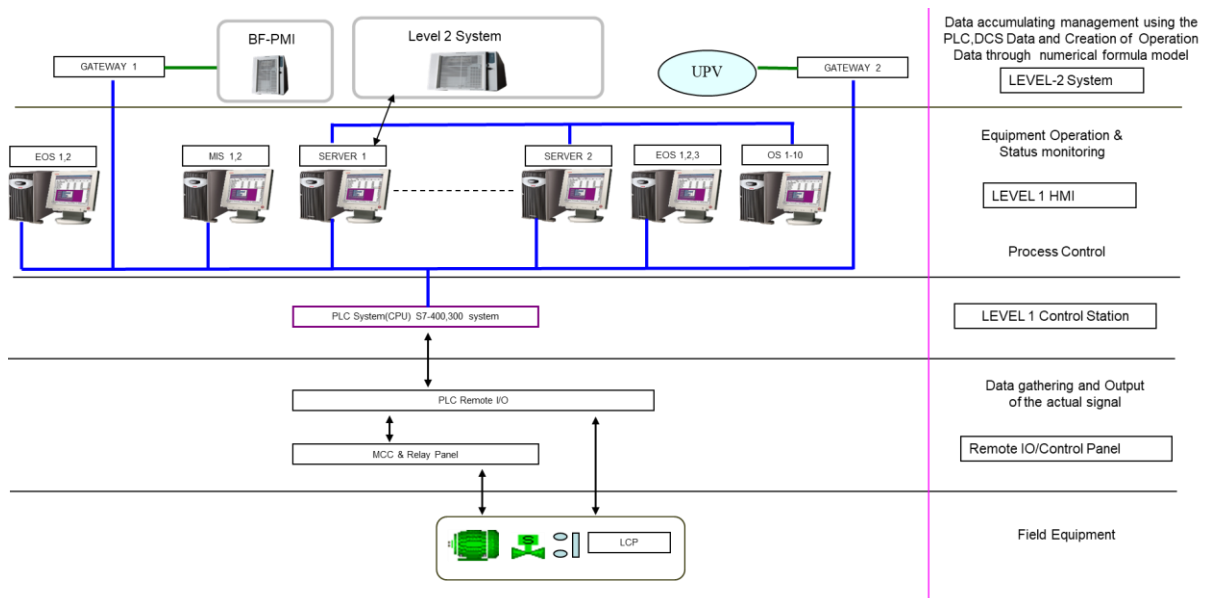 BF-PMI
Level 2 System
GATEWAY 1
UPV
GATEWAY 2
Data accumulating management using the
PLC,DCS Data and Creation of Operation
Data through numerical formula model
LEVEL-2 System
EOS 1,2
MIS 1,2
SERVER 1
SERVER 2
EOS 1,2,3
OS 1-10
Equipment Operation &
Status monitoring
LEVEL 1 HMI
Process Control
PLC System(CPU) S7-400,300 system
LEVEL 1 Control Station
PLC Remote I/O
Data gathering and Output
of the actual signal
MCC & Relay Panel
Remote IO/Control Panel
S
LCP
Field Equipment